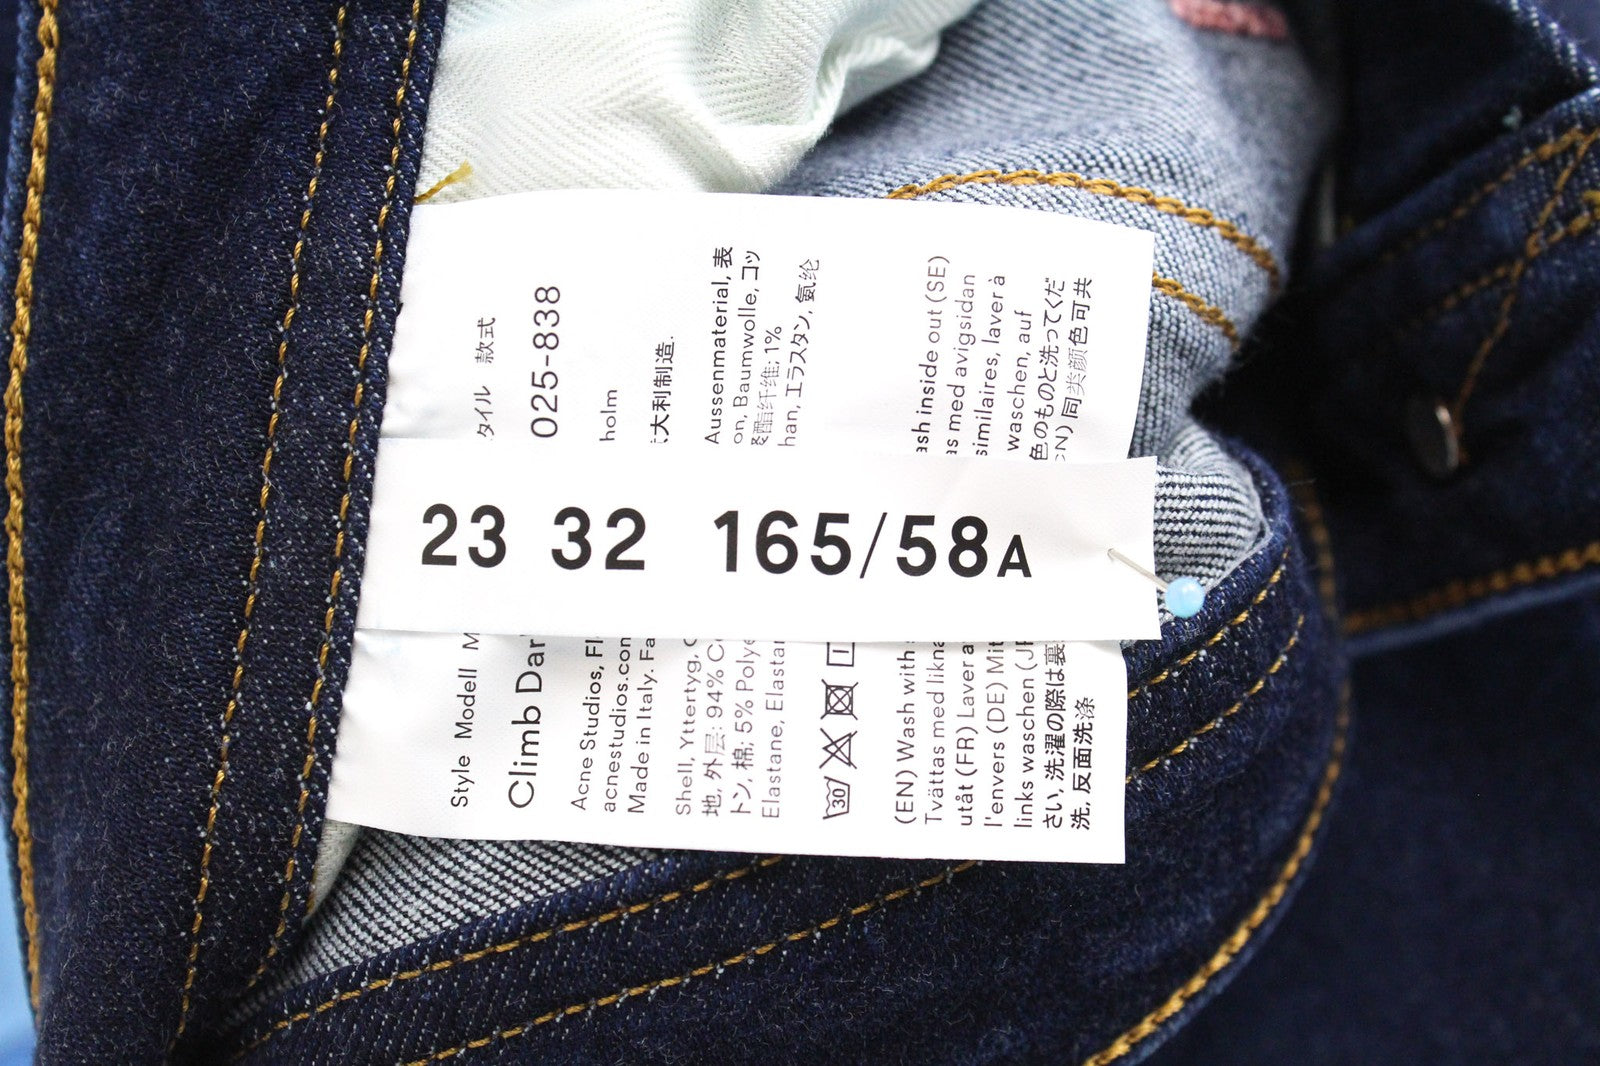 23 32 165/58A
Style Modell M
タイル 款式
Climb Dar
025-838
Acne Studios, Fl
holm
acnestudios.con
Made in Italy. Fa
大利制造.
Shell, Yttertyg,
Aussenmaterial, 表
地, 外层: 94% C
on, Baumwolle, コッ
トン, 棉; 5% Polye
酯纤维; 1%
Elastane, Elastan
han, エラスタン, 氨纶
30
(EN) Wash with
ash inside out (SE)
Tvättas med likna
as med avigsidan
utåt (FR) Laver a
similaires, laver à
l'envers (DE) Mit
waschen, auf
links waschen (JP
色のものと洗ってくだ
さい, 洗濯の際は裏
CN) 同类颜色可共
洗, 反面洗涤